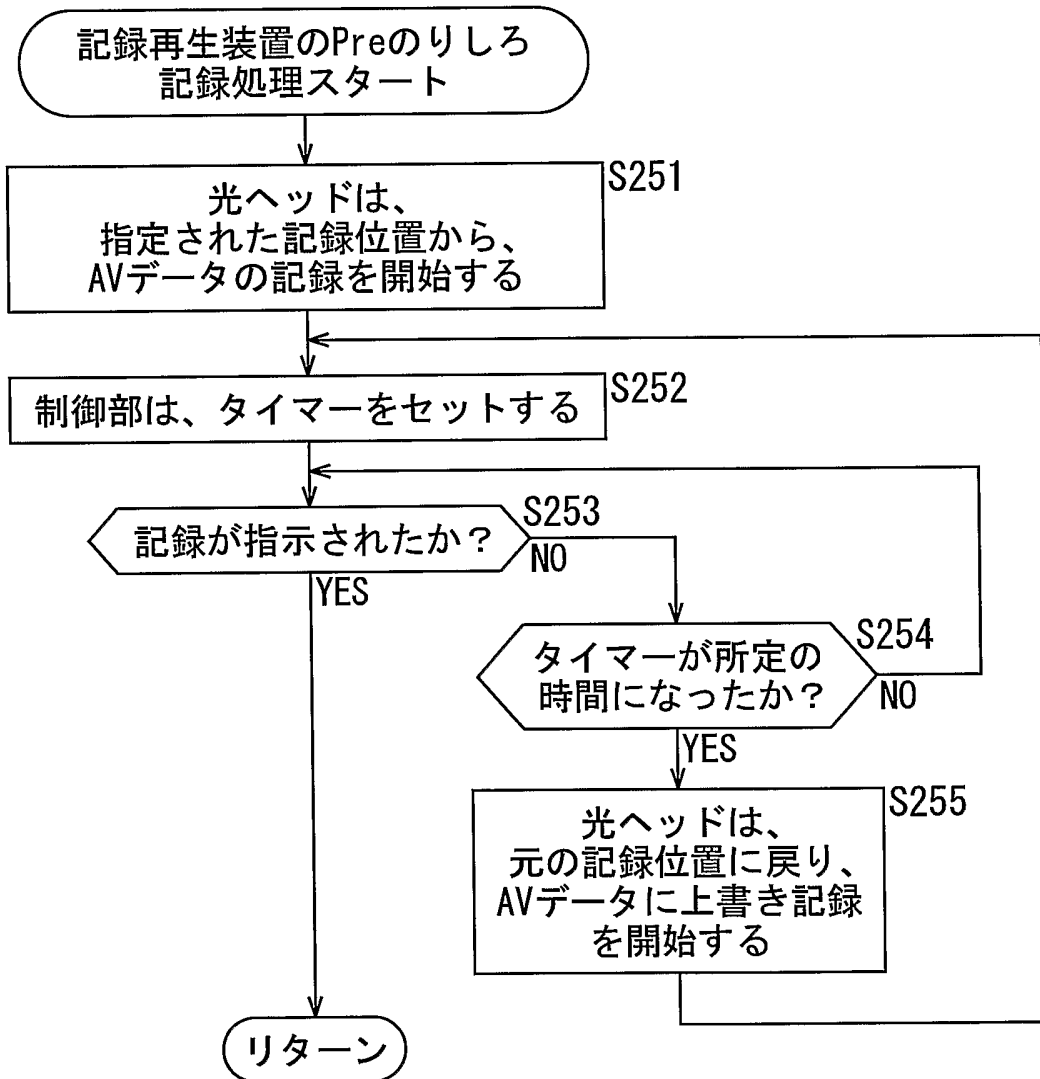 記録再生装置のPreのりしろ
記録処理スタート
S251
光ヘッドは、
指定された記録位置から、
AVデータの記録を開始する
S252
制御部は、タイマーをセットする
S253
記録が指示されたか？
NO
YES
S254
タイマーが所定の
時間になったか？
NO
YES
S255
光ヘッドは、
元の記録位置に戻り、
AVデータに上書き記録
を開始する
リターン